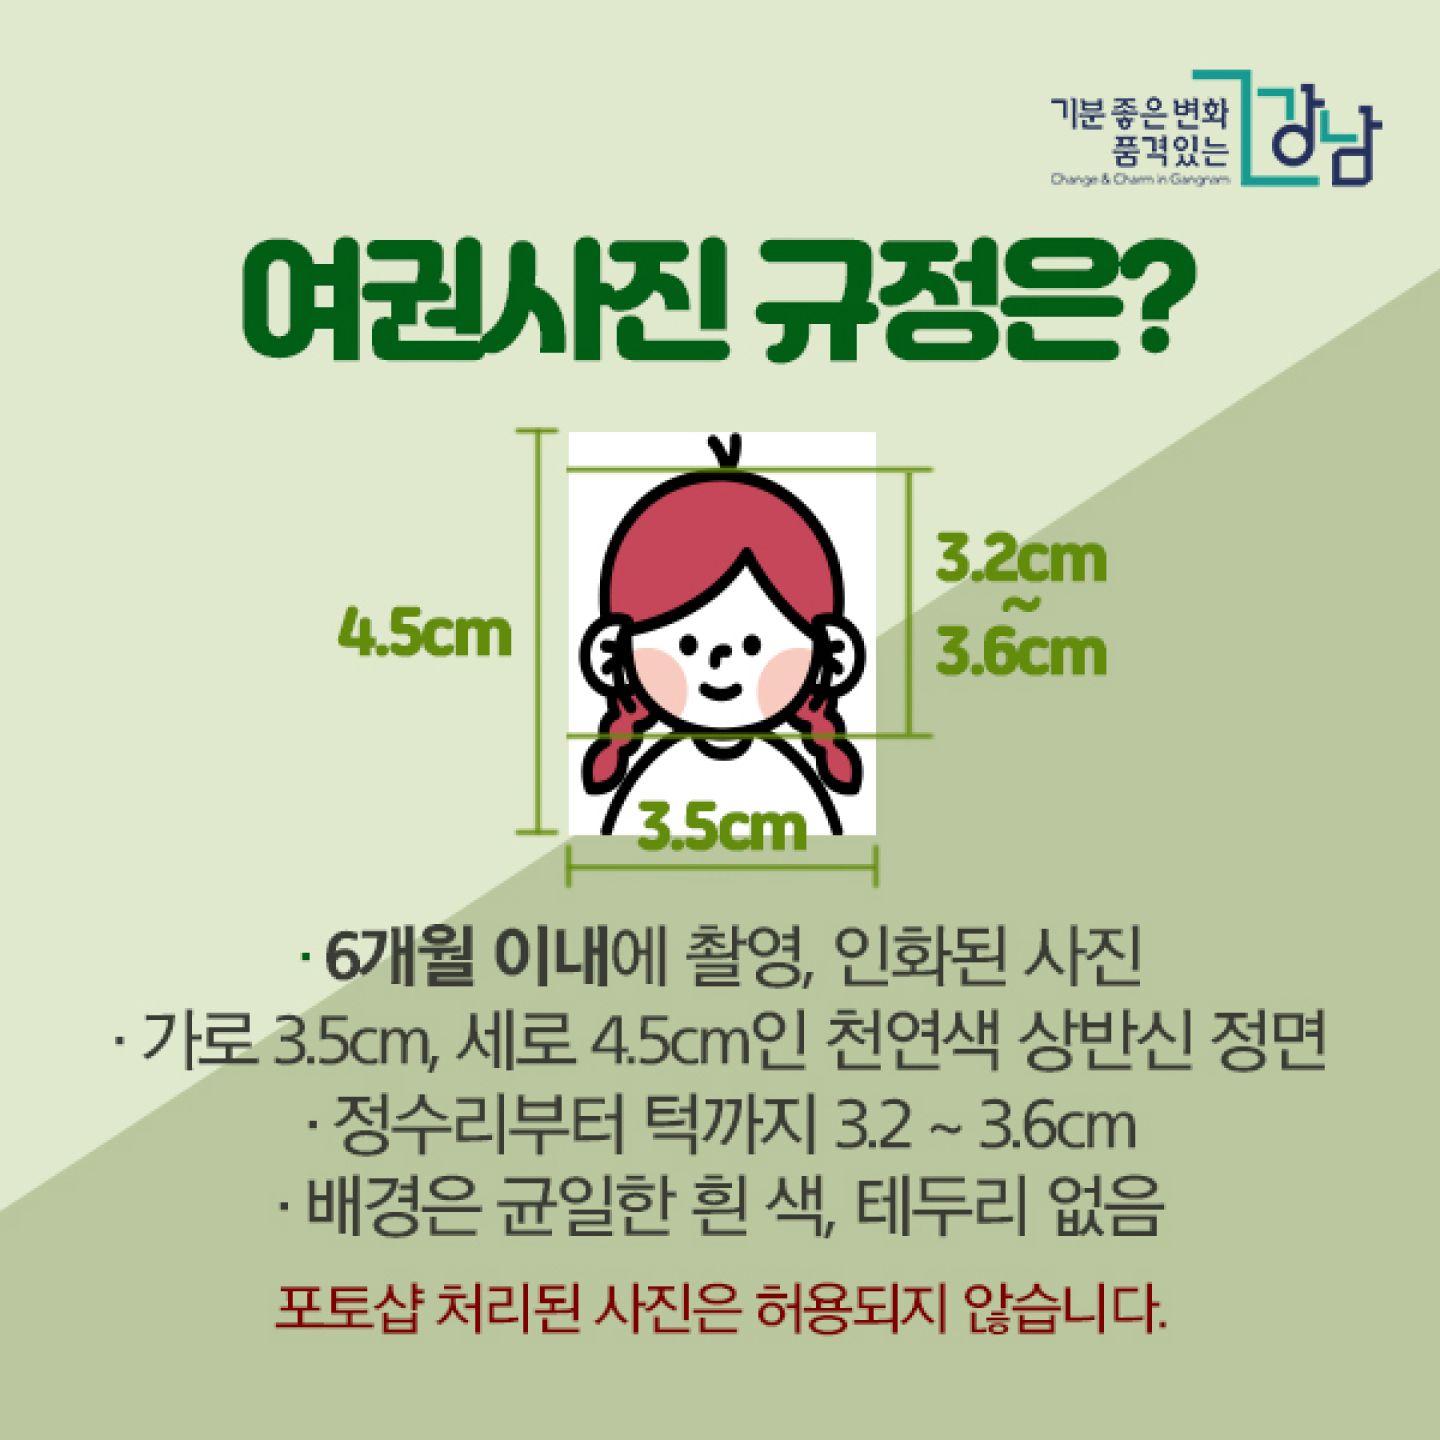 기분 좋은 변화
품격있는
Change & Charm in Gangnam
강남
여권사진 규정은?
4.5cm
3.2cm
~
3.6cm
3.5cm
· 6개월 이내에 촬영, 인화된 사진
· 가로 3.5cm, 세로 4.5cm인 천연색 상반신 정면
· 정수리부터 턱까지 3.2 ~ 3.6cm
· 배경은 균일한 흰 색, 테두리 없음
포토샵 처리된 사진은 허용되지 않습니다.